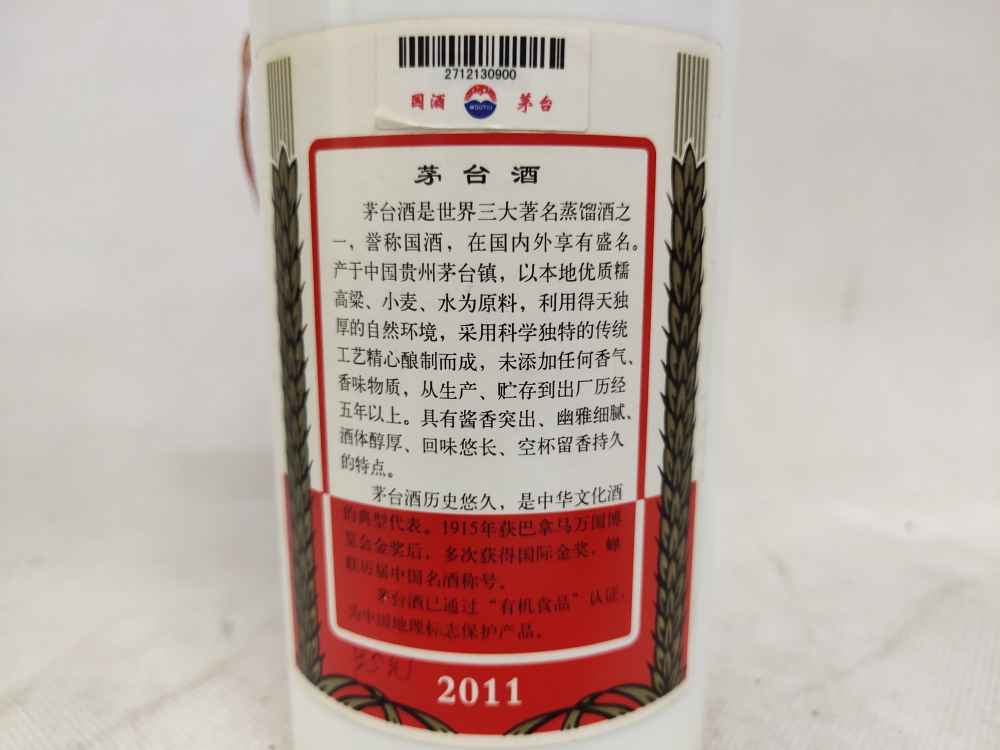 2712130900
国酒 MOUTAI 茅台
茅台酒
茅台酒是世界三大著名蒸馏酒之
一，誉称国酒，在国内外享有盛名。
产于中国贵州茅台镇，以本地优质糯
高粱、小麦、水为原料，利用得天独
厚的自然环境，采用科学独特的传统
工艺精心酿制而成，未添加任何香气、
香味物质，从生产、贮存到出厂历经
五年以上。具有酱香突出、幽雅细腻、
酒体醇厚、回味悠长、空杯留香持久
的特点。
茅台酒历史悠久，是中华文化酒
的典型代表。1915年获巴拿马万国博
览会金奖后，多次获得国际金奖，蝉
联历届中国名酒称号。
茅台酒已通过“有机食品”认证，
为中国地理标志保护产品。
2011